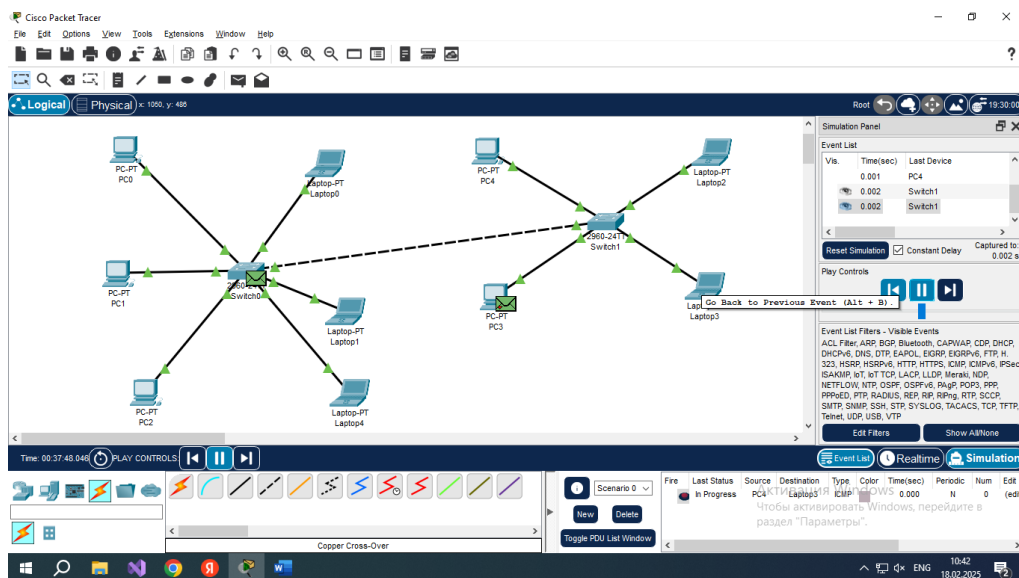 Cisco Packet Tracer
File Edit Options View Tools Extensions Window Help
?
Logical Physical x: 1050, y: 486 Root 19:30:00
PC-PT
PC0
Laptop-PT
Laptop0
PC-PT
PC1
Switch0
Laptop-PT
Laptop1
PC-PT
PC2
Laptop-PT
Laptop4
PC-PT
PC4
Laptop-PT
Laptop2
2960-24TT
Switch1
PC-PT
PC3
Laptop3
Go Back to Previous Event (Alt + B).
Simulation Panel
Event List
Vis. Time(sec) Last Device
0.001 PC4
0.002 Switch1
0.002 Switch1
Reset Simulation Constant Delay Captured to:
0.002 s
Play Controls
Event List Filters - Visible Events
ACL Filter, ARP, BGP, Bluetooth, CAPWAP, CDP, DHCP,
DHCPv6, DNS, DTP, EAPOL, EIGRP, EIGRPv6, FTP, H.
323, HSRP, HSRPv6, HTTP, HTTPS, ICMP, ICMPv6, IPSec,
ISAKMP, IoT, IoT TCP, LACP, LLDP, Meraki, NDP,
NETFLOW, NTP, OSPF, OSPFv6, PAgP, POP3, PPP,
PPPoED, PTP, RADIUS, REP, RIP, RIPng, RTP, SCCP,
SMTP, SNMP, SSH, STP, SYSLOG, TACACS, TCP, TFTP,
Telnet, UDP, USB, VTP
Edit Filters Show All/None
Time: 00:37:48.046 PLAY CONTROLS Event List Realtime Simulation
Copper Cross-Over
Scenario 0
New Delete
Toggle PDU List Window
Fire Last Status Source Destination Type Color Time(sec) Periodic Num Edit
In Progress PC4 Laptop3 ICMP 0.000 N 0 (edi
Активация Windows
Чтобы активировать Windows, перейдите в
раздел "Параметры".
ENG
10:42
18.02.2025
2